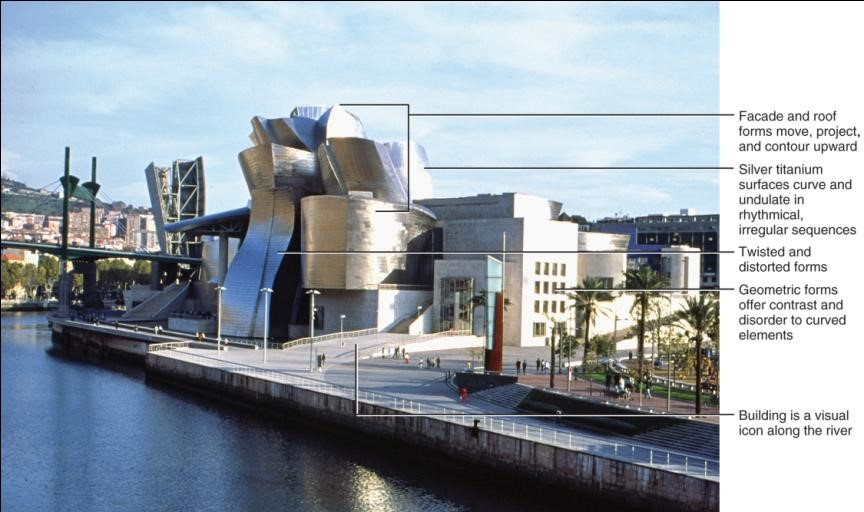 Facade and roof
forms move, project,
and contour upward
Silver titanium
surfaces curve and
undulate in
rhythmical,
irregular sequences
Twisted and
distorted forms
Geometric forms
offer contrast and
disorder to curved
elements
Building is a visual
icon along the river